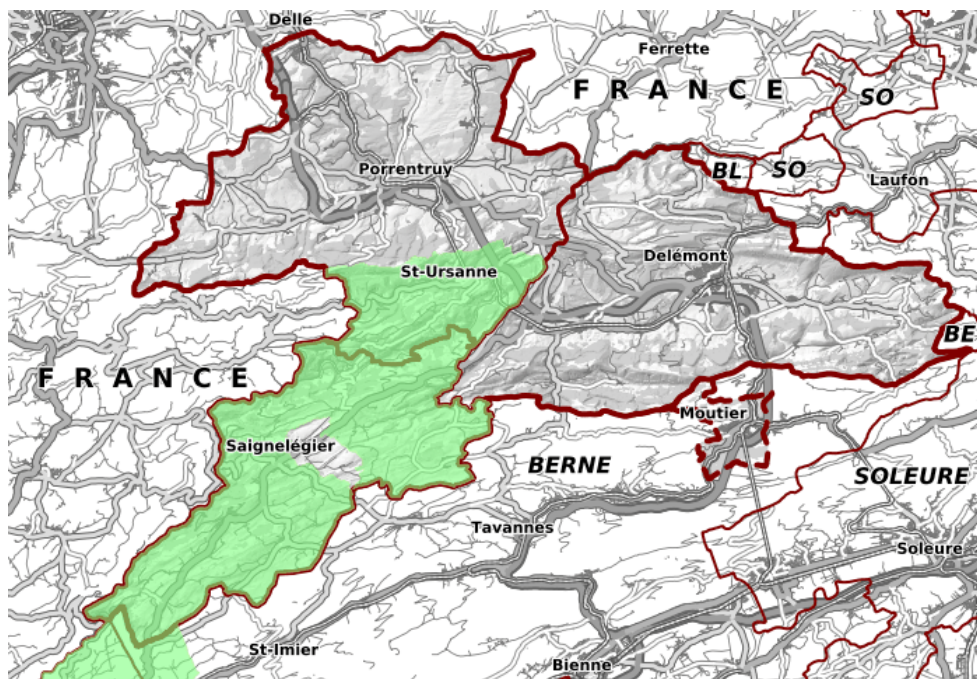 Delle
Ferrette
FRANCE
SO
Porrentruy
BL
SO
Laufon
Delémont
St-Ursanne
BE
FRANCE
Moutier
Saignelégier
BERNE
SOLEURE
Tavannes
Soleure
St-Imier
Bienne